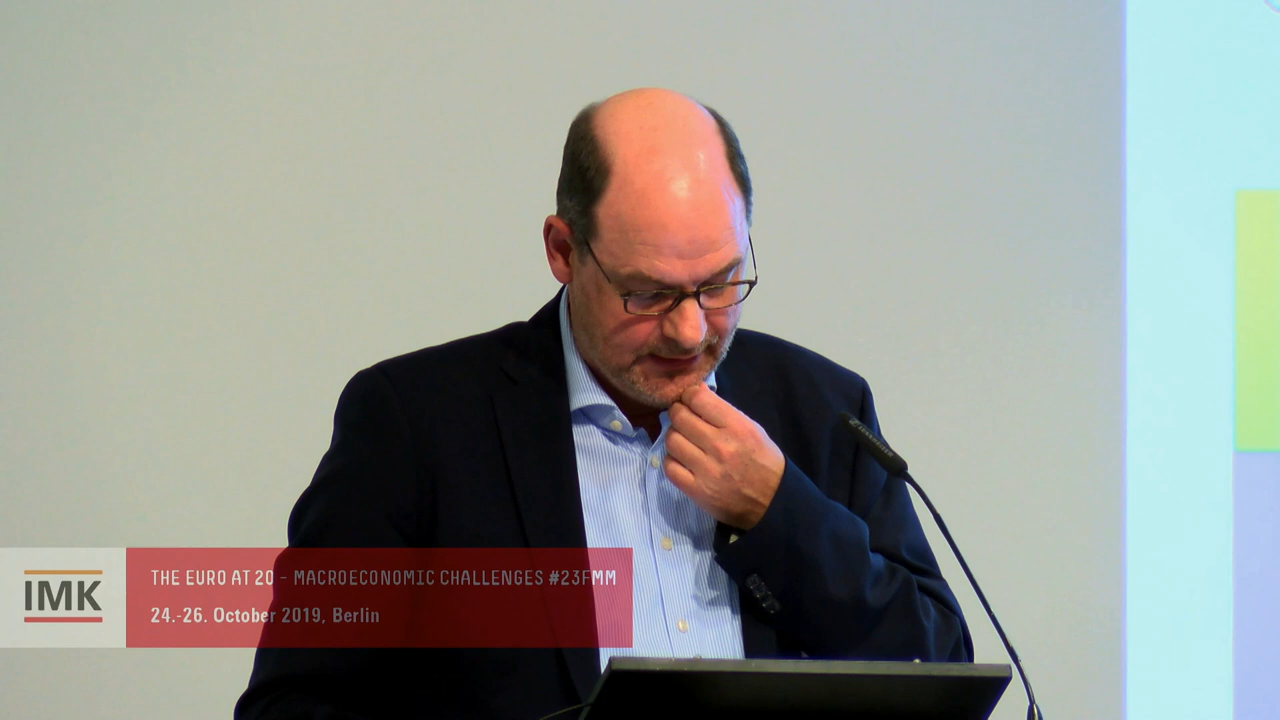 IMK
THE EURO AT 20 - MACROECONOMIC CHALLENGES #23FMM
24.-26. October 2019, Berlin